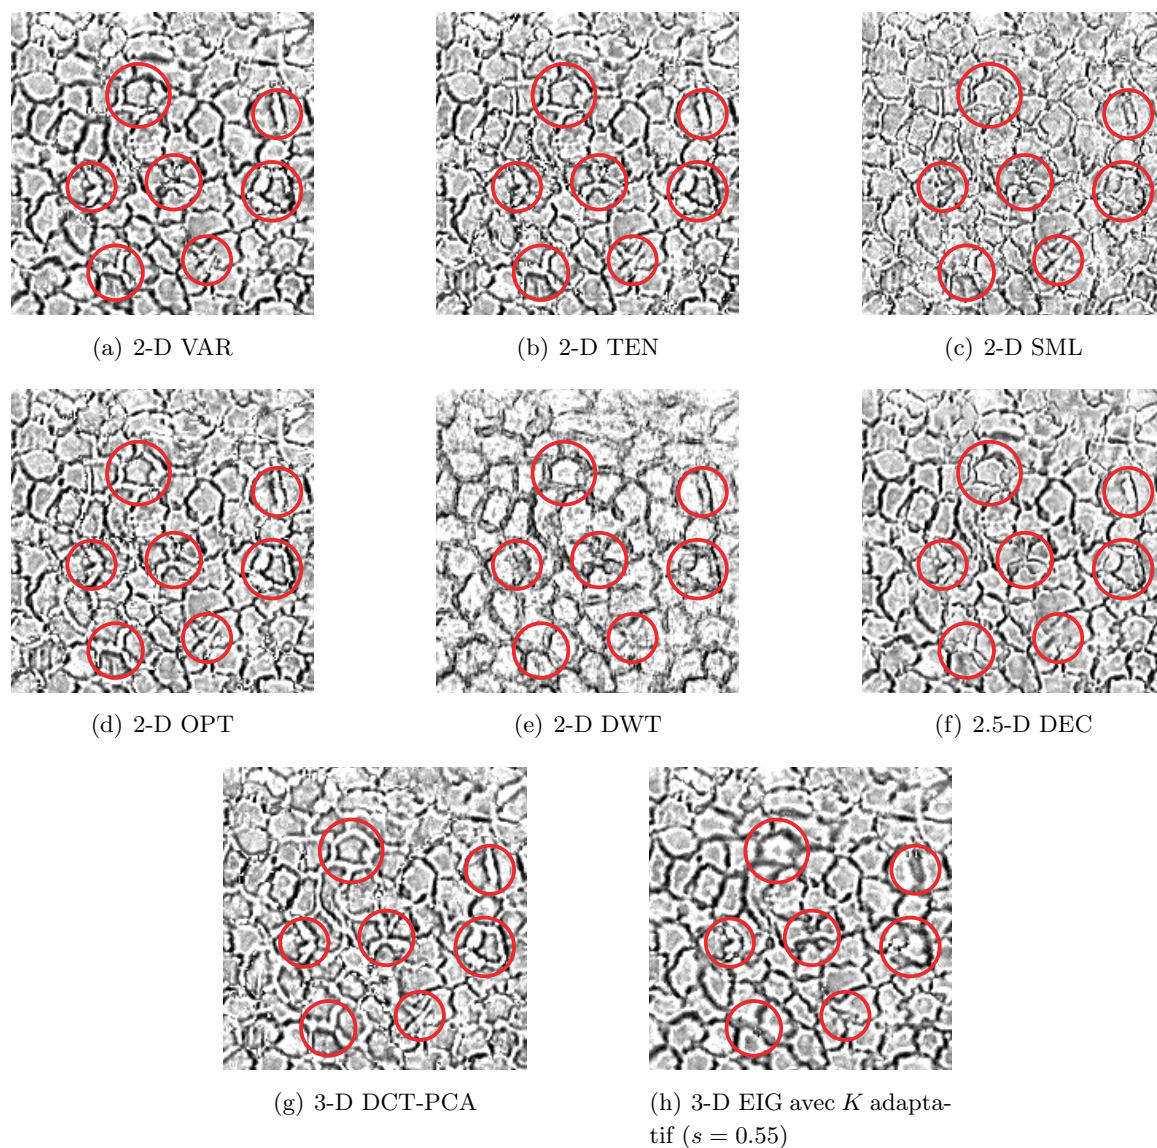 (a) 2-D VAR
(b) 2-D TEN
(c) 2-D SML
(d) 2-D OPT
(e) 2-D DWT
(f) 2.5-D DEC
(g) 3-D DCT-PCA
(h) 3-D EIG avec K adapta-
tif (s = 0.55)